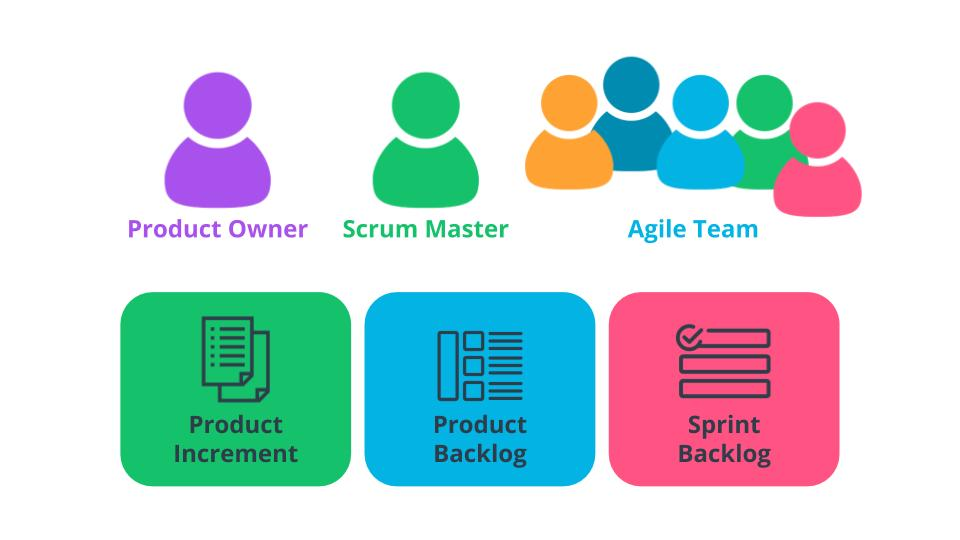 Product Owner
Scrum Master
Agile Team
Product
Increment
Product
Backlog
Sprint
Backlog